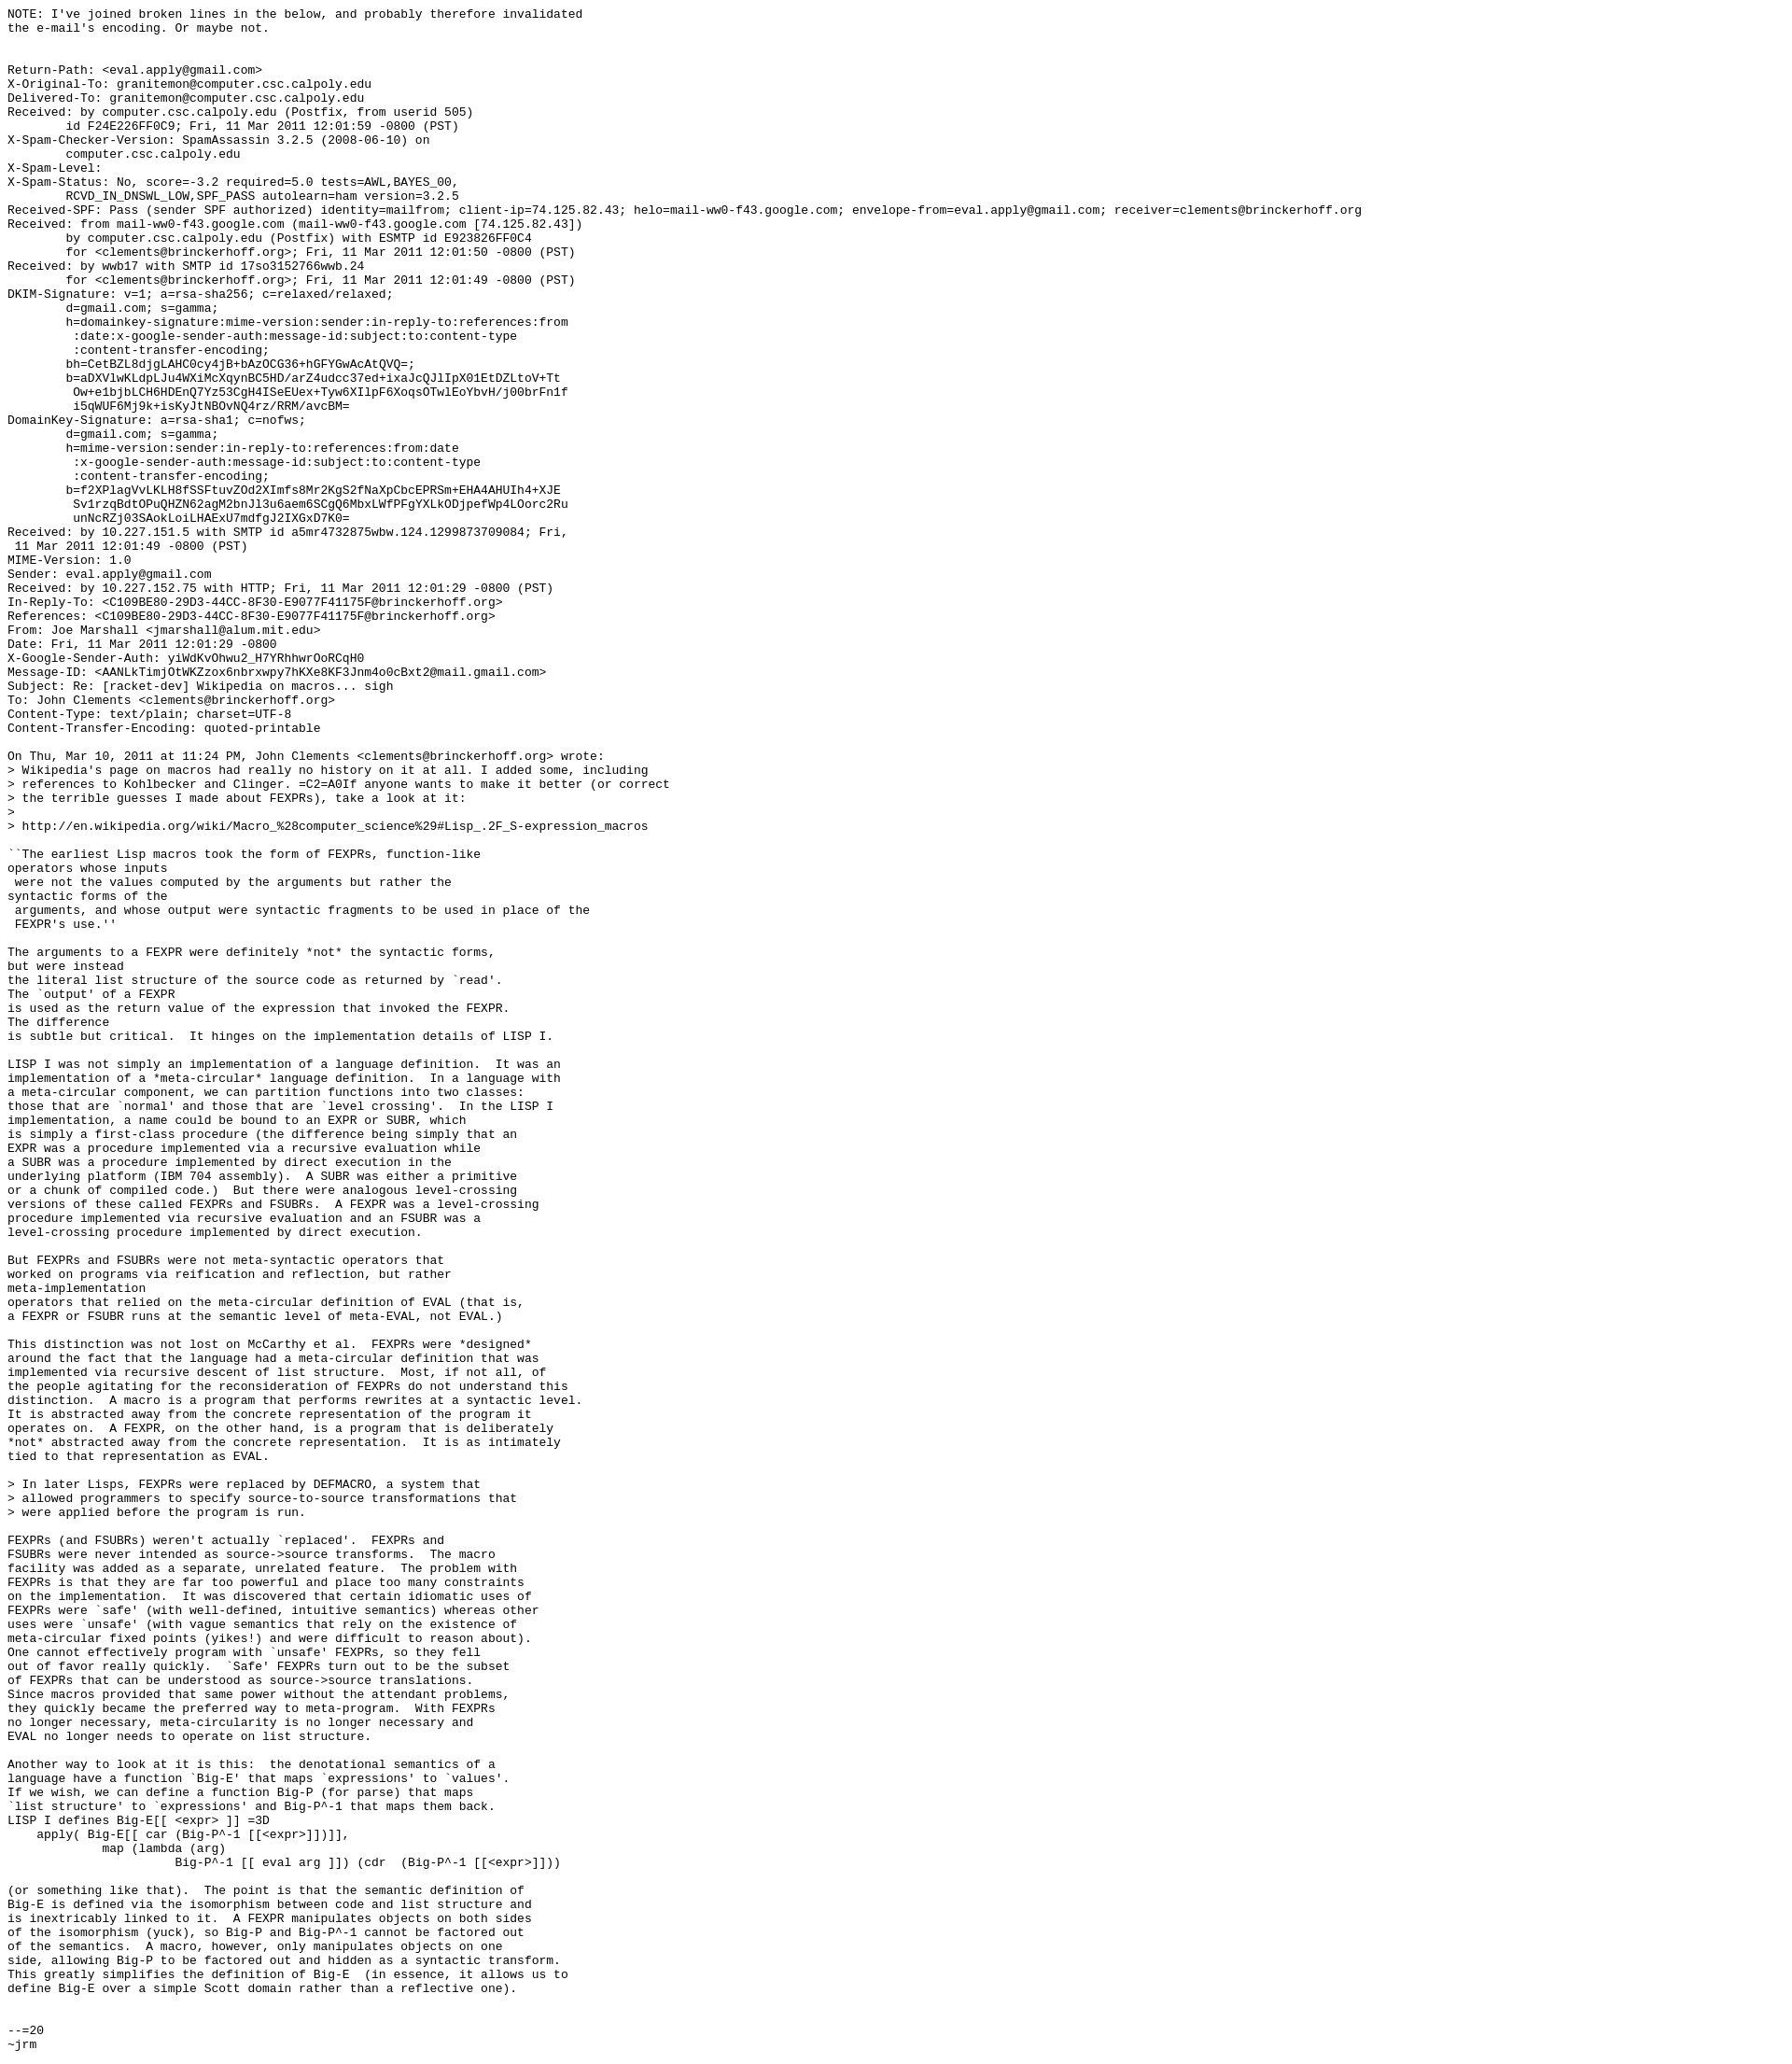 NOTE: I've joined broken lines in the below, and probably therefore invalidated
the e-mail's encoding. Or maybe not.


Return-Path: <eval.apply@gmail.com>
X-Original-To: granitemon@computer.csc.calpoly.edu
Delivered-To: granitemon@computer.csc.calpoly.edu
Received: by computer.csc.calpoly.edu (Postfix, from userid 505)
        id F24E226FF0C9; Fri, 11 Mar 2011 12:01:59 -0800 (PST)
X-Spam-Checker-Version: SpamAssassin 3.2.5 (2008-06-10) on
        computer.csc.calpoly.edu
X-Spam-Level:
X-Spam-Status: No, score=-3.2 required=5.0 tests=AWL,BAYES_00,
        RCVD_IN_DNSWL_LOW,SPF_PASS autolearn=ham version=3.2.5
Received-SPF: Pass (sender SPF authorized) identity=mailfrom; client-ip=74.125.82.43; helo=mail-ww0-f43.google.com; envelope-from=eval.apply@gmail.com; receiver=clements@brinckerhoff.org
Received: from mail-ww0-f43.google.com (mail-ww0-f43.google.com [74.125.82.43])
        by computer.csc.calpoly.edu (Postfix) with ESMTP id E923826FF0C4
        for <clements@brinckerhoff.org>; Fri, 11 Mar 2011 12:01:50 -0800 (PST)
Received: by wwb17 with SMTP id 17so3152766wwb.24
        for <clements@brinckerhoff.org>; Fri, 11 Mar 2011 12:01:49 -0800 (PST)
DKIM-Signature: v=1; a=rsa-sha256; c=relaxed/relaxed;
        d=gmail.com; s=gamma;
        h=domainkey-signature:mime-version:sender:in-reply-to:references:from
         :date:x-google-sender-auth:message-id:subject:to:content-type
         :content-transfer-encoding;
        bh=CetBZL8djgLAHC0cy4jB+bAzOCG36+hGFYGwAcAtQVQ=;
        b=aDXVlwKLdpLJu4WXiMcXqynBC5HD/arZ4udcc37ed+ixaJcQJlIpX01EtDZLtoV+Tt
         Ow+e1bjbLCH6HDEnQ7Yz53CgH4ISeEUex+Tyw6XIlpF6XoqsOTwlEoYbvH/j00brFn1f
         i5qWUF6Mj9k+isKyJtNBOvNQ4rz/RRM/avcBM=
DomainKey-Signature: a=rsa-sha1; c=nofws;
        d=gmail.com; s=gamma;
        h=mime-version:sender:in-reply-to:references:from:date
         :x-google-sender-auth:message-id:subject:to:content-type
         :content-transfer-encoding;
        b=f2XPlagVvLKLH8fSSFtuvZOd2XImfs8Mr2KgS2fNaXpCbcEPRSm+EHA4AHUIh4+XJE
         Sv1rzqBdtOPuQHZN62agM2bnJl3u6aem6SCgQ6MbxLWfPFgYXLkODjpefWp4LOorc2Ru
         unNcRZj03SAokLoiLHAExU7mdfgJ2IXGxD7K0=
Received: by 10.227.151.5 with SMTP id a5mr4732875wbw.124.1299873709084; Fri,
 11 Mar 2011 12:01:49 -0800 (PST)
MIME-Version: 1.0
Sender: eval.apply@gmail.com
Received: by 10.227.152.75 with HTTP; Fri, 11 Mar 2011 12:01:29 -0800 (PST)
In-Reply-To: <C109BE80-29D3-44CC-8F30-E9077F41175F@brinckerhoff.org>
References: <C109BE80-29D3-44CC-8F30-E9077F41175F@brinckerhoff.org>
From: Joe Marshall <jmarshall@alum.mit.edu>
Date: Fri, 11 Mar 2011 12:01:29 -0800
X-Google-Sender-Auth: yiWdKvOhwu2_H7YRhhwrOoRCqH0
Message-ID: <AANLkTimjOtWKZzox6nbrxwpy7hKXe8KF3Jnm4o0cBxt2@mail.gmail.com>
Subject: Re: [racket-dev] Wikipedia on macros... sigh
To: John Clements <clements@brinckerhoff.org>
Content-Type: text/plain; charset=UTF-8
Content-Transfer-Encoding: quoted-printable

On Thu, Mar 10, 2011 at 11:24 PM, John Clements <clements@brinckerhoff.org> wrote:
> Wikipedia's page on macros had really no history on it at all. I added some, including
> references to Kohlbecker and Clinger. =C2=A0If anyone wants to make it better (or correct
> the terrible guesses I made about FEXPRs), take a look at it:
>
> http://en.wikipedia.org/wiki/Macro_%28computer_science%29#Lisp_.2F_S-expression_macros

``The earliest Lisp macros took the form of FEXPRs, function-like
operators whose inputs
 were not the values computed by the arguments but rather the
syntactic forms of the
 arguments, and whose output were syntactic fragments to be used in place of the
 FEXPR's use.''

The arguments to a FEXPR were definitely *not* the syntactic forms,
but were instead
the literal list structure of the source code as returned by `read'.
The `output' of a FEXPR
is used as the return value of the expression that invoked the FEXPR.
The difference
is subtle but critical.  It hinges on the implementation details of LISP I.

LISP I was not simply an implementation of a language definition.  It was an
implementation of a *meta-circular* language definition.  In a language with
a meta-circular component, we can partition functions into two classes:
those that are `normal' and those that are `level crossing'.  In the LISP I
implementation, a name could be bound to an EXPR or SUBR, which
is simply a first-class procedure (the difference being simply that an
EXPR was a procedure implemented via a recursive evaluation while
a SUBR was a procedure implemented by direct execution in the
underlying platform (IBM 704 assembly).  A SUBR was either a primitive
or a chunk of compiled code.)  But there were analogous level-crossing
versions of these called FEXPRs and FSUBRs.  A FEXPR was a level-crossing
procedure implemented via recursive evaluation and an FSUBR was a
level-crossing procedure implemented by direct execution.

But FEXPRs and FSUBRs were not meta-syntactic operators that
worked on programs via reification and reflection, but rather
meta-implementation
operators that relied on the meta-circular definition of EVAL (that is,
a FEXPR or FSUBR runs at the semantic level of meta-EVAL, not EVAL.)

This distinction was not lost on McCarthy et al.  FEXPRs were *designed*
around the fact that the language had a meta-circular definition that was
implemented via recursive descent of list structure.  Most, if not all, of
the people agitating for the reconsideration of FEXPRs do not understand this
distinction.  A macro is a program that performs rewrites at a syntactic level.
It is abstracted away from the concrete representation of the program it
operates on.  A FEXPR, on the other hand, is a program that is deliberately
*not* abstracted away from the concrete representation.  It is as intimately
tied to that representation as EVAL.

> In later Lisps, FEXPRs were replaced by DEFMACRO, a system that
> allowed programmers to specify source-to-source transformations that
> were applied before the program is run.

FEXPRs (and FSUBRs) weren't actually `replaced'.  FEXPRs and
FSUBRs were never intended as source->source transforms.  The macro
facility was added as a separate, unrelated feature.  The problem with
FEXPRs is that they are far too powerful and place too many constraints
on the implementation.  It was discovered that certain idiomatic uses of
FEXPRs were `safe' (with well-defined, intuitive semantics) whereas other
uses were `unsafe' (with vague semantics that rely on the existence of
meta-circular fixed points (yikes!) and were difficult to reason about).
One cannot effectively program with `unsafe' FEXPRs, so they fell
out of favor really quickly.  `Safe' FEXPRs turn out to be the subset
of FEXPRs that can be understood as source->source translations.
Since macros provided that same power without the attendant problems,
they quickly became the preferred way to meta-program.  With FEXPRs
no longer necessary, meta-circularity is no longer necessary and
EVAL no longer needs to operate on list structure.

Another way to look at it is this:  the denotational semantics of a
language have a function `Big-E' that maps `expressions' to `values'.
If we wish, we can define a function Big-P (for parse) that maps
`list structure' to `expressions' and Big-P^-1 that maps them back.
LISP I defines Big-E[[ <expr> ]] =3D
    apply( Big-E[[ car (Big-P^-1 [[<expr>]])]],
             map (lambda (arg)
                       Big-P^-1 [[ eval arg ]]) (cdr  (Big-P^-1 [[<expr>]]))

(or something like that).  The point is that the semantic definition of
Big-E is defined via the isomorphism between code and list structure and
is inextricably linked to it.  A FEXPR manipulates objects on both sides
of the isomorphism (yuck), so Big-P and Big-P^-1 cannot be factored out
of the semantics.  A macro, however, only manipulates objects on one
side, allowing Big-P to be factored out and hidden as a syntactic transform.
This greatly simplifies the definition of Big-E  (in essence, it allows us to
define Big-E over a simple Scott domain rather than a reflective one).


--=20
~jrm